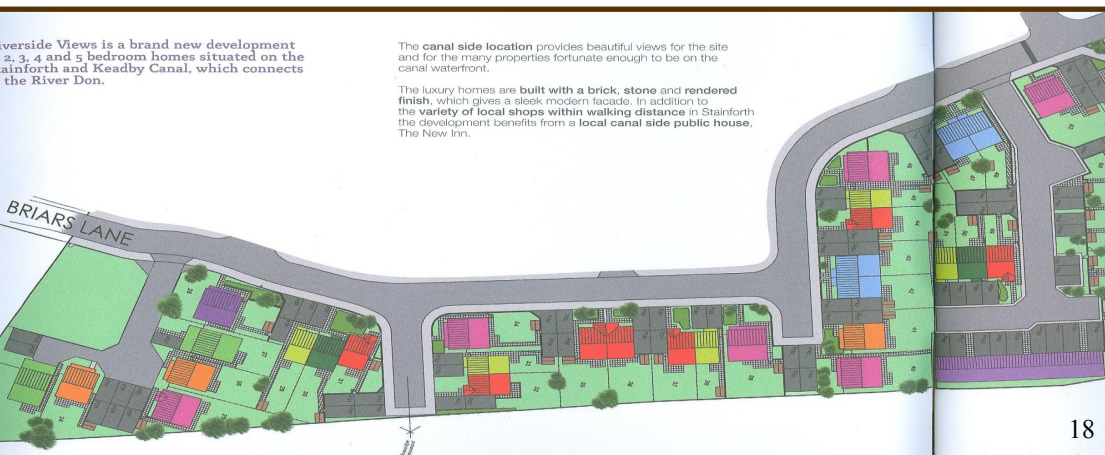 iverside Views is a brand new development
2, 3, 4 and 5 bedroom homes situated on the
ainforth and Keadby Canal, which connects
the River Don.
The canal side location provides beautiful views for the site
and for the many properties fortunate enough to be on the
canal waterfront.
The luxury homes are built with a brick, stone and rendered
finish, which gives a sleek modern facade. In addition to
the variety of local shops within walking distance in Stainforth
the development benefits from a local canal side public house,
The New Inn.
BRIARS LANE
18